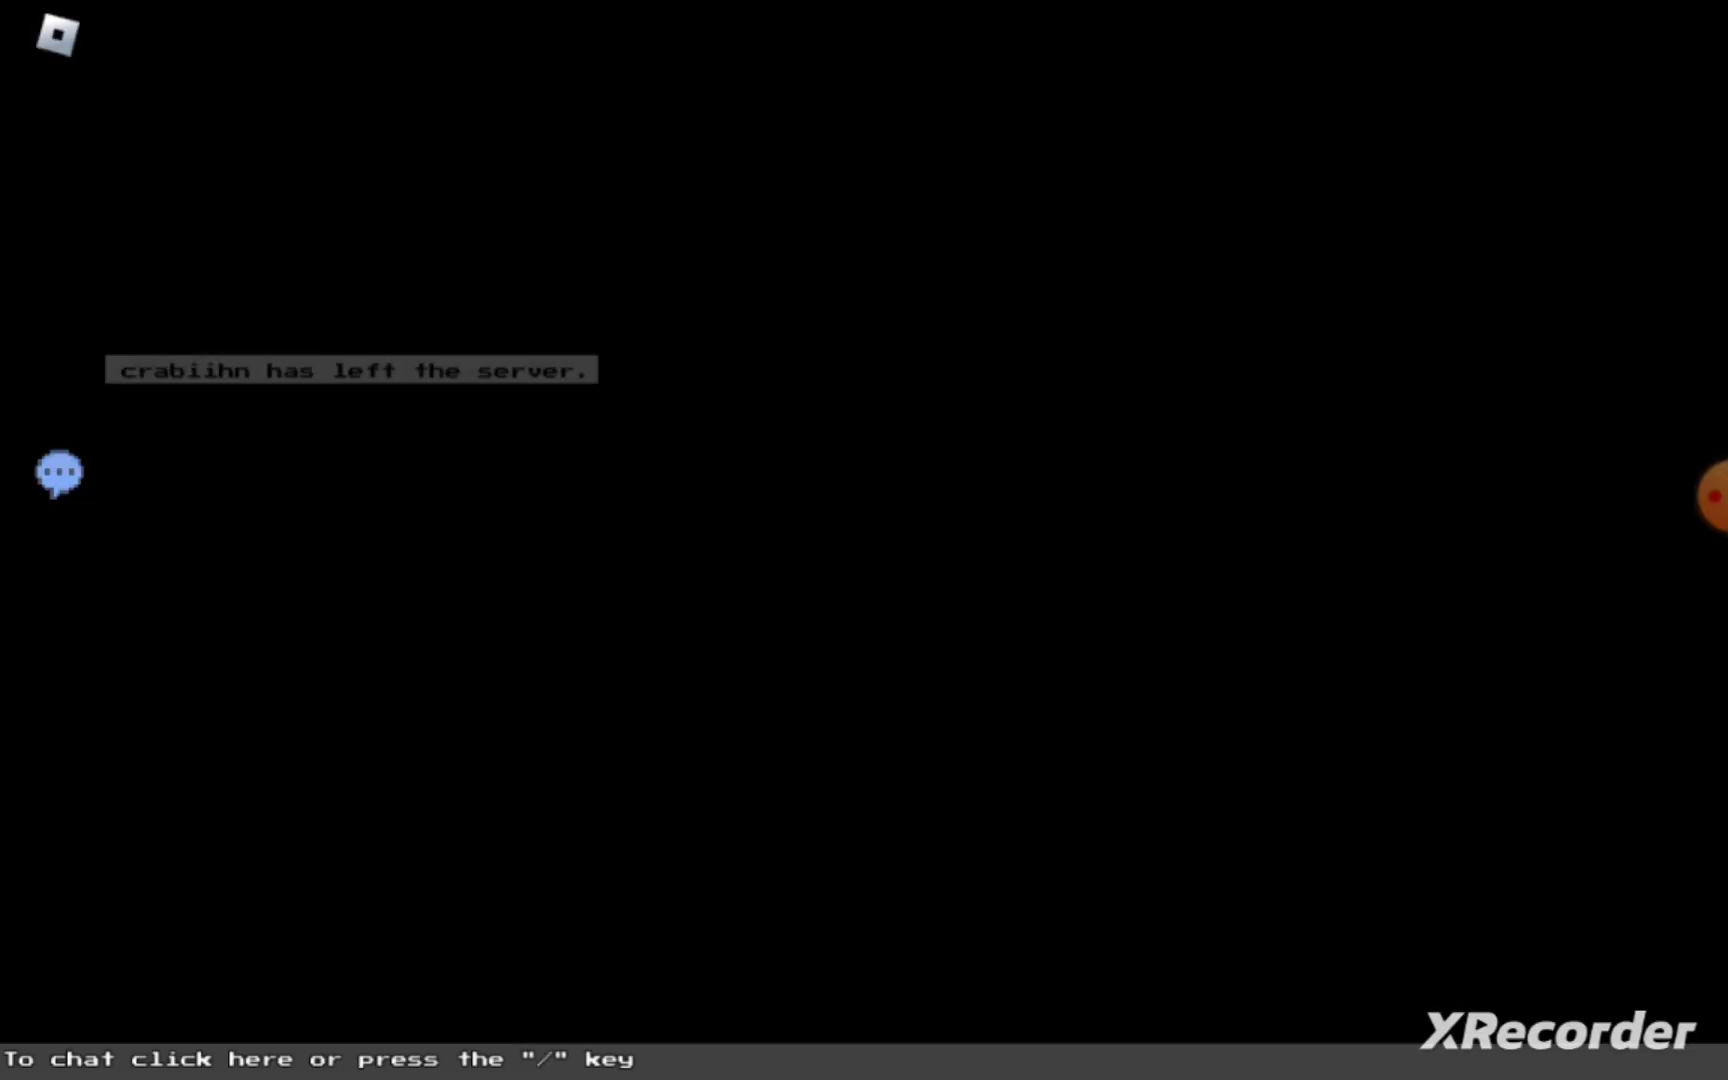 crabiihn has left the server.
XRecorder
To chat click here or press the "/" key